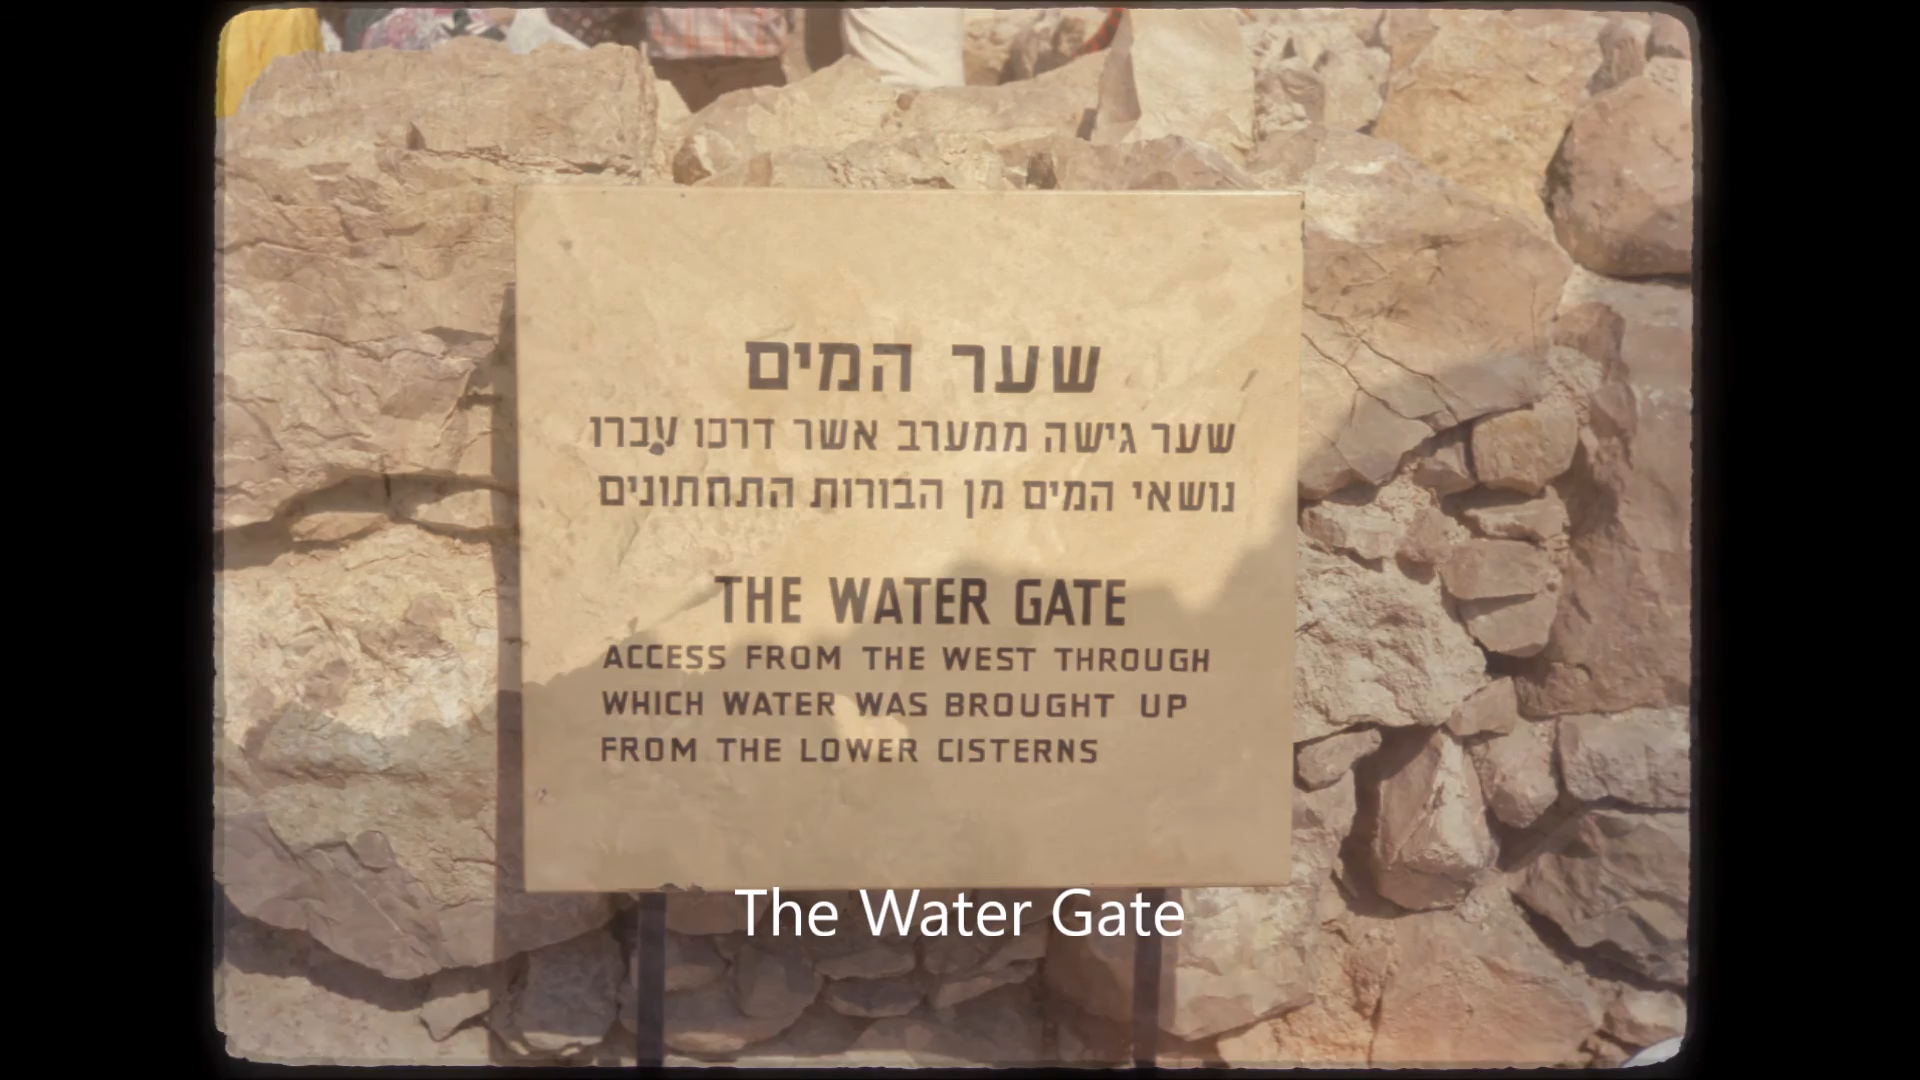 שער המים
שער גישה ממערב אשר דרכו עברו
נושאי המים מן הבורות התחתונים
THE WATER GATE
ACCESS FROM THE WEST THROUGH
WHICH WATER WAS BROUGHT UP
FROM THE LOWER CISTERNS
The Water Gate